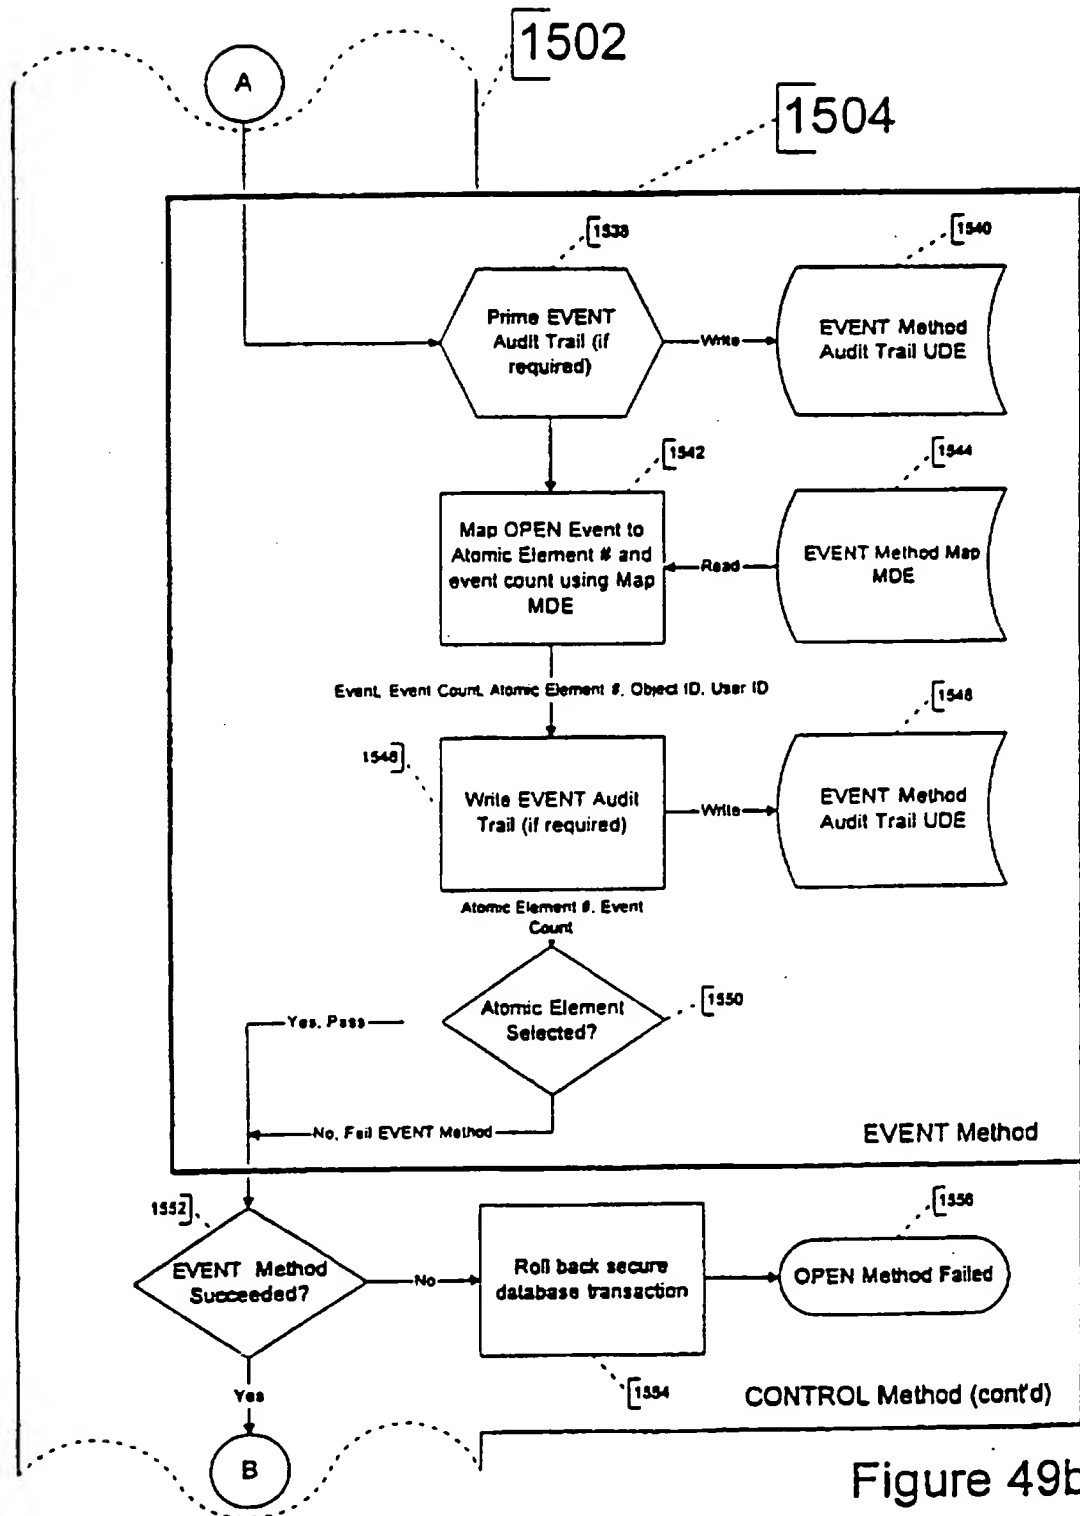 1502
A
1504
1538
1540
Prime EVENT
Audit Trail (if
required)
Write
EVENT Method
Audit Trail UDE
1542
1544
Map OPEN Event to
Atomic Element # and
event count using Map
MDE
Read
EVENT Method Map
MDE
Event, Event Count, Atomic Element #, Object ID, User ID
1546
1548
Write EVENT Audit
Trail (if required)
Write
EVENT Method
Audit Trail UDE
Atomic Element #, Event
Count
1550
Atomic Element
Selected?
Yes, Pass
No, Fail EVENT Method
EVENT Method
1552
1556
EVENT Method
Succeeded?
No
Roll back secure
database transaction
OPEN Method Failed
Yes
1554
CONTROL Method (cont'd)
B
Figure 49b